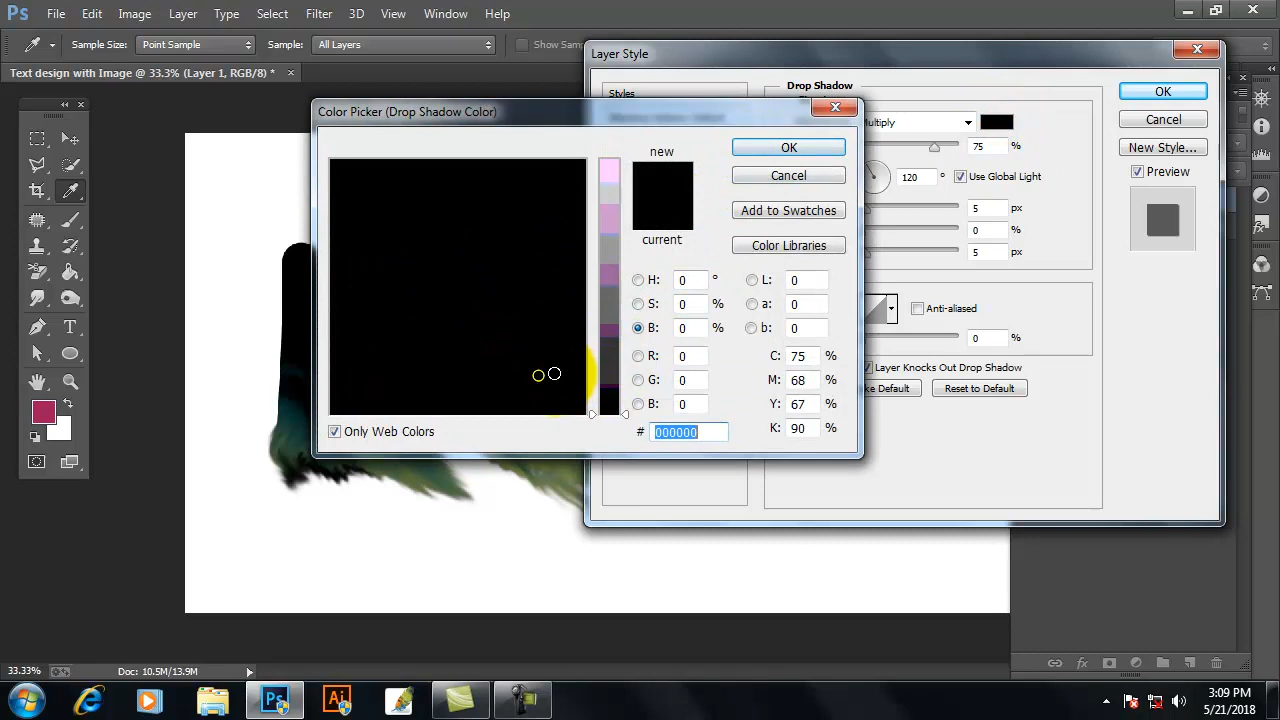 Ps File Edit Image Layer Type Select Filter 3D View Window Help
Sample Size: Point Sample Sample: All Layers Show
Text design with Image @ 33.3% (Layer 1, RGB/8) * ×
Layer Style
Styles
Drop Shadow
Multiply
75 %
120 ° Use Global Light
5 px
0 %
5 px
Anti-aliased
0 %
Layer Knocks Out Drop Shadow
Reset to Default
OK
Cancel
New Style...
Preview
Color Picker (Drop Shadow Color)
new
current
OK
Cancel
Add to Swatches
Color Libraries
H: 0 ° L: 0
S: 0 % a: 0
B: 0 % b: 0
R: 0 C: 75 %
G: 0 M: 68 %
B: 0 Y: 67 %
K: 90 %
# 000000
Only Web Colors
33.33% Doc: 10.5M/13.9M
fx
Ps Ai
3:09 PM
5/21/2018